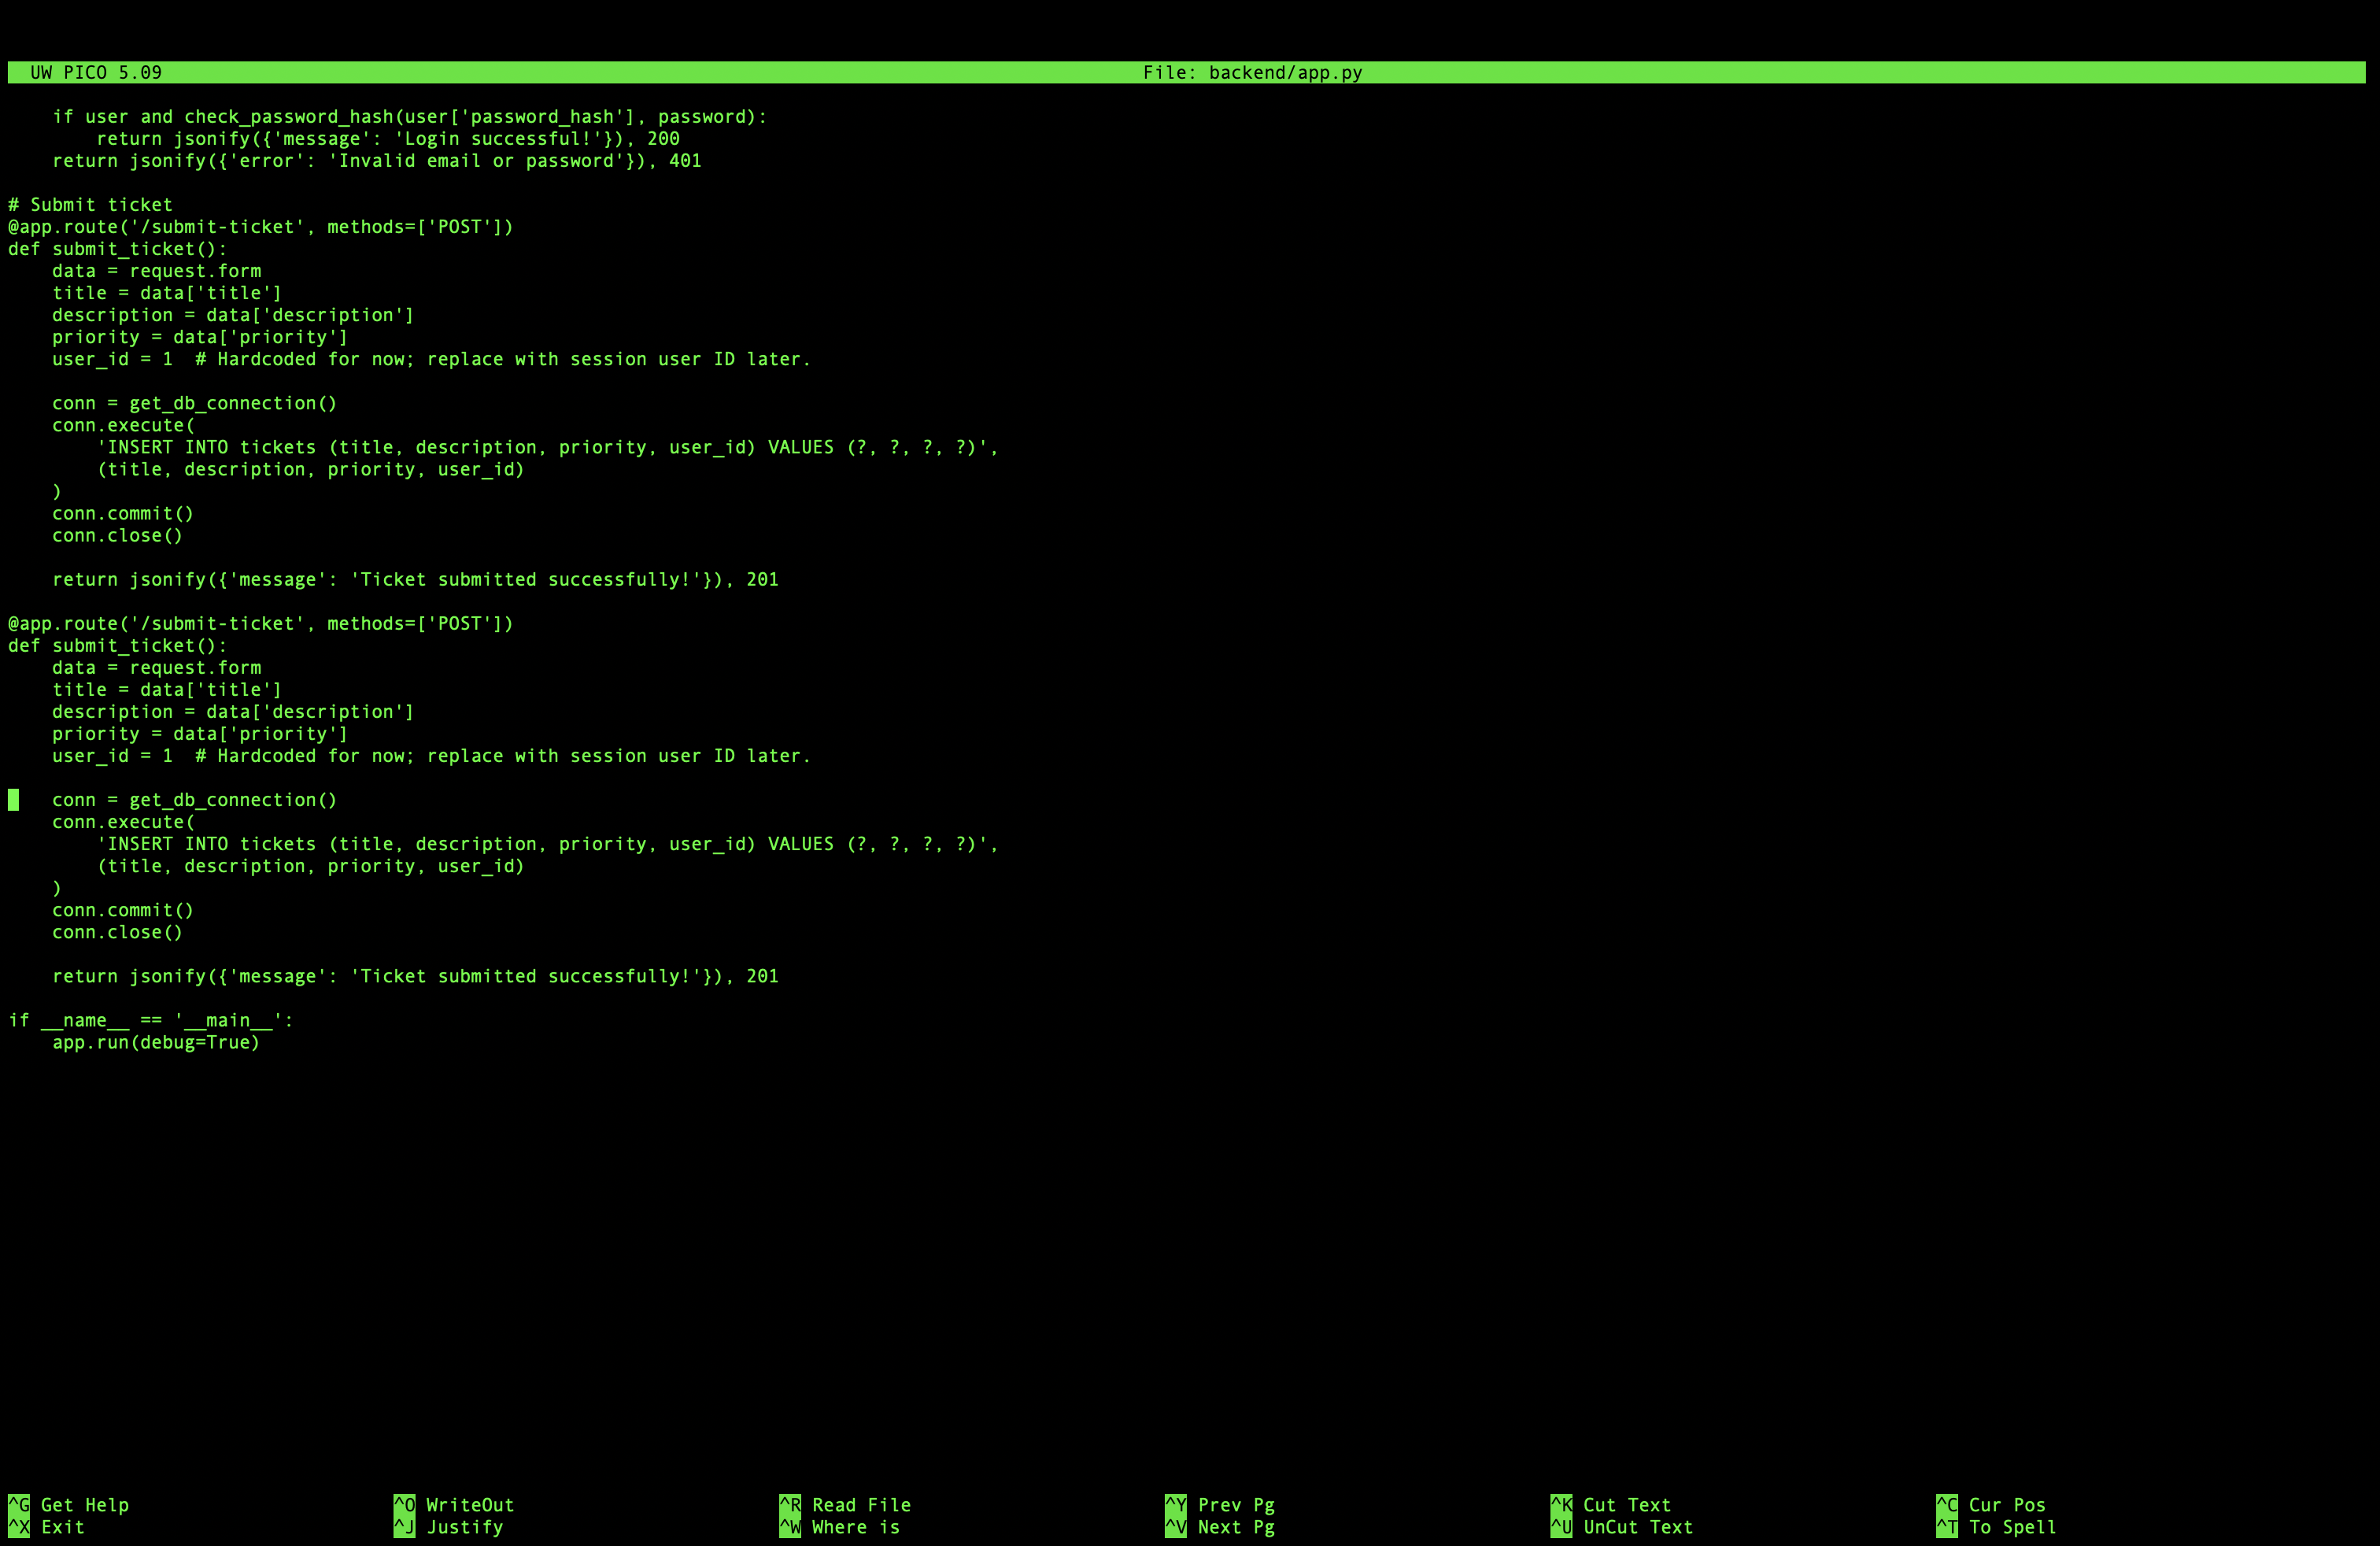 UW PICO 5.09 File: backend/app.py
    if user and check_password_hash(user['password_hash'], password):
        return jsonify({'message': 'Login successful!'}), 200
    return jsonify({'error': 'Invalid email or password'}), 401
# Submit ticket
@app.route('/submit-ticket', methods=['POST'])
def submit_ticket():
    data = request.form
    title = data['title']
    description = data['description']
    priority = data['priority']
    user_id = 1  # Hardcoded for now; replace with session user ID later.
    conn = get_db_connection()
    conn.execute(
        'INSERT INTO tickets (title, description, priority, user_id) VALUES (?, ?, ?, ?)',
        (title, description, priority, user_id)
    )
    conn.commit()
    conn.close()
    return jsonify({'message': 'Ticket submitted successfully!'}), 201
@app.route('/submit-ticket', methods=['POST'])
def submit_ticket():
    data = request.form
    title = data['title']
    description = data['description']
    priority = data['priority']
    user_id = 1  # Hardcoded for now; replace with session user ID later.
    conn = get_db_connection()
    conn.execute(
        'INSERT INTO tickets (title, description, priority, user_id) VALUES (?, ?, ?, ?)',
        (title, description, priority, user_id)
    )
    conn.commit()
    conn.close()
    return jsonify({'message': 'Ticket submitted successfully!'}), 201
if __name__ == '__main__':
    app.run(debug=True)
^G Get Help ^O WriteOut ^R Read File ^Y Prev Pg ^K Cut Text ^C Cur Pos
^X Exit ^J Justify ^W Where is ^V Next Pg ^U UnCut Text ^T To Spell